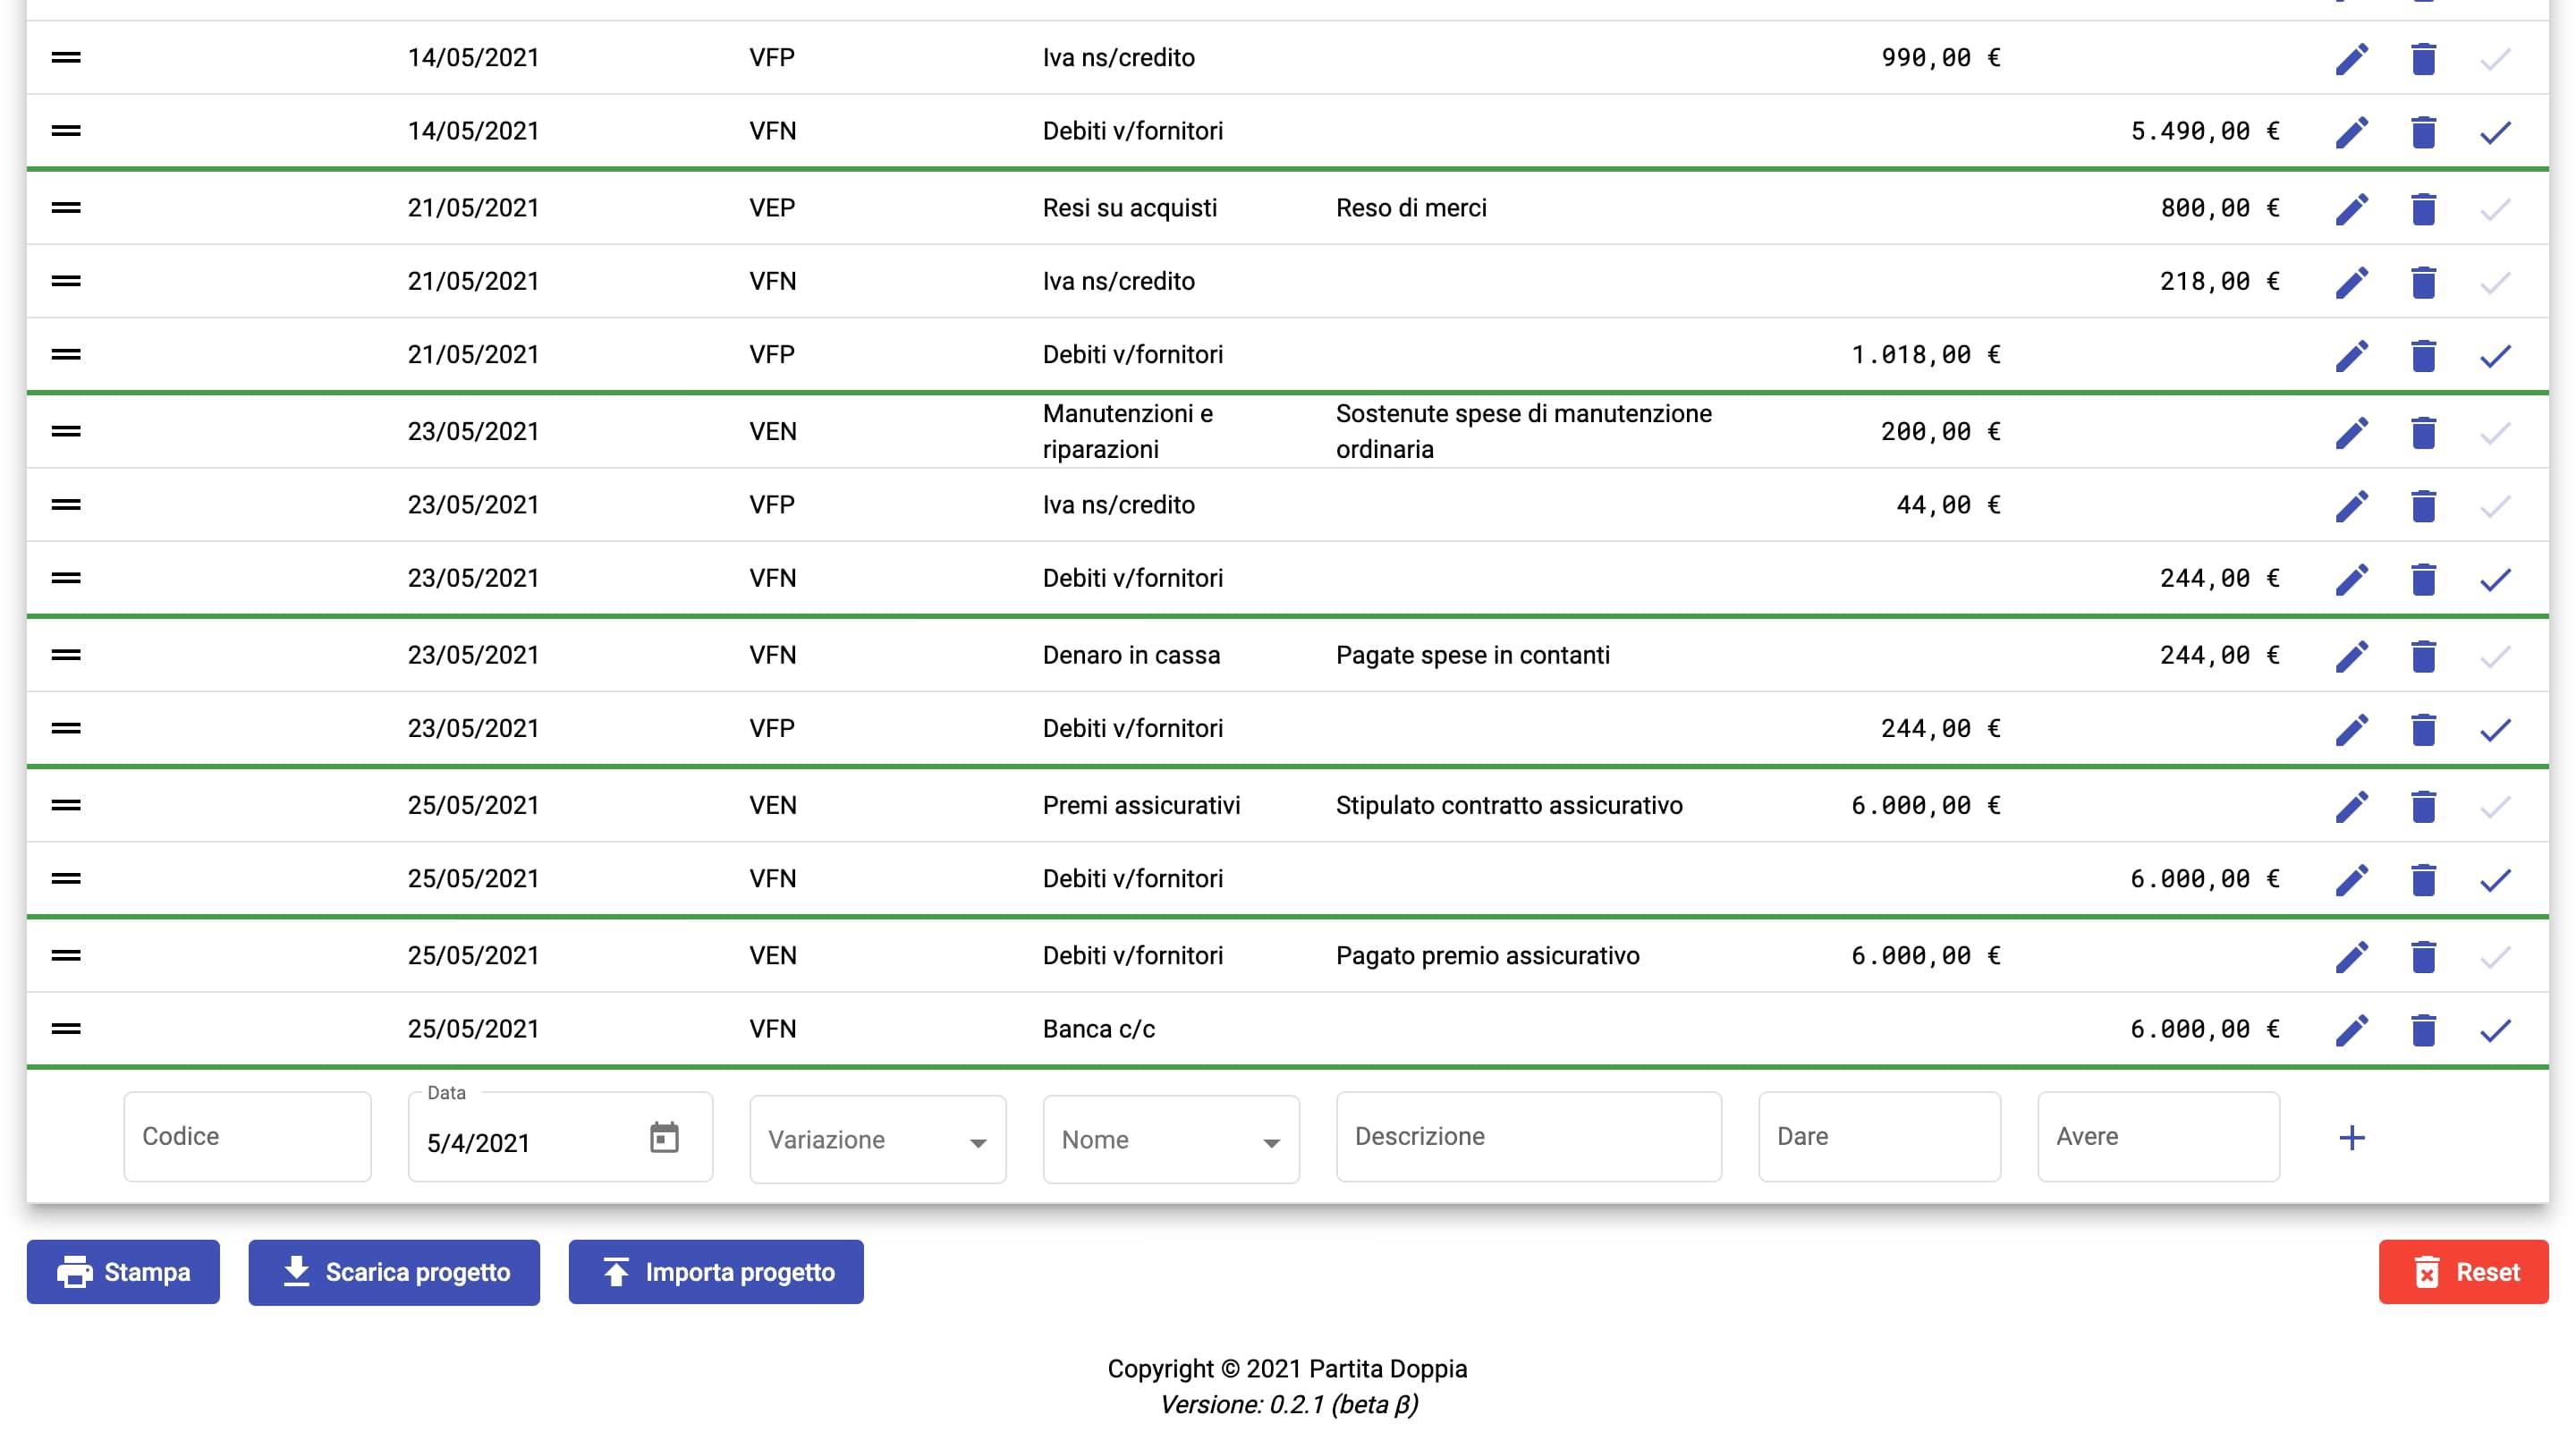 14/05/2021 VFP Iva ns/credito 990,00 €
14/05/2021 VFN Debiti v/fornitori 5.490,00 €
21/05/2021 VEP Resi su acquisti Reso di merci 800,00 €
21/05/2021 VFN Iva ns/credito 218,00 €
21/05/2021 VFP Debiti v/fornitori 1.018,00 €
23/05/2021 VEN Manutenzioni e riparazioni Sostenute spese di manutenzione ordinaria 200,00 €
23/05/2021 VFP Iva ns/credito 44,00 €
23/05/2021 VFN Debiti v/fornitori 244,00 €
23/05/2021 VFN Denaro in cassa Pagate spese in contanti 244,00 €
23/05/2021 VFP Debiti v/fornitori 244,00 €
25/05/2021 VEN Premi assicurativi Stipulato contratto assicurativo 6.000,00 €
25/05/2021 VFN Debiti v/fornitori 6.000,00 €
25/05/2021 VEN Debiti v/fornitori Pagato premio assicurativo 6.000,00 €
25/05/2021 VFN Banca c/c 6.000,00 €
Data
Codice 5/4/2021 Variazione Nome Descrizione Dare Avere
Stampa Scarica progetto Importa progetto Reset
Copyright © 2021 Partita Doppia
Versione: 0.2.1 (beta β)